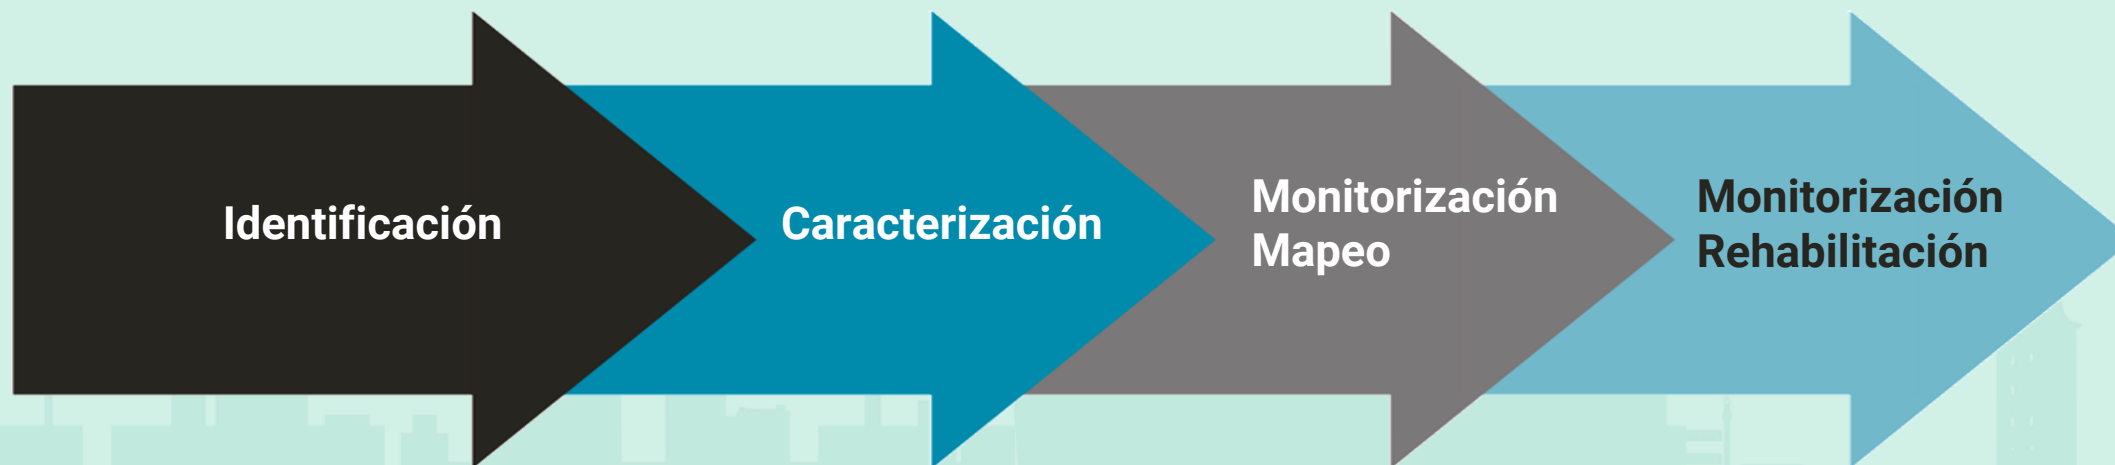 Identificación
Caracterización
Monitorización
Mapeo
Monitorización
Rehabilitación